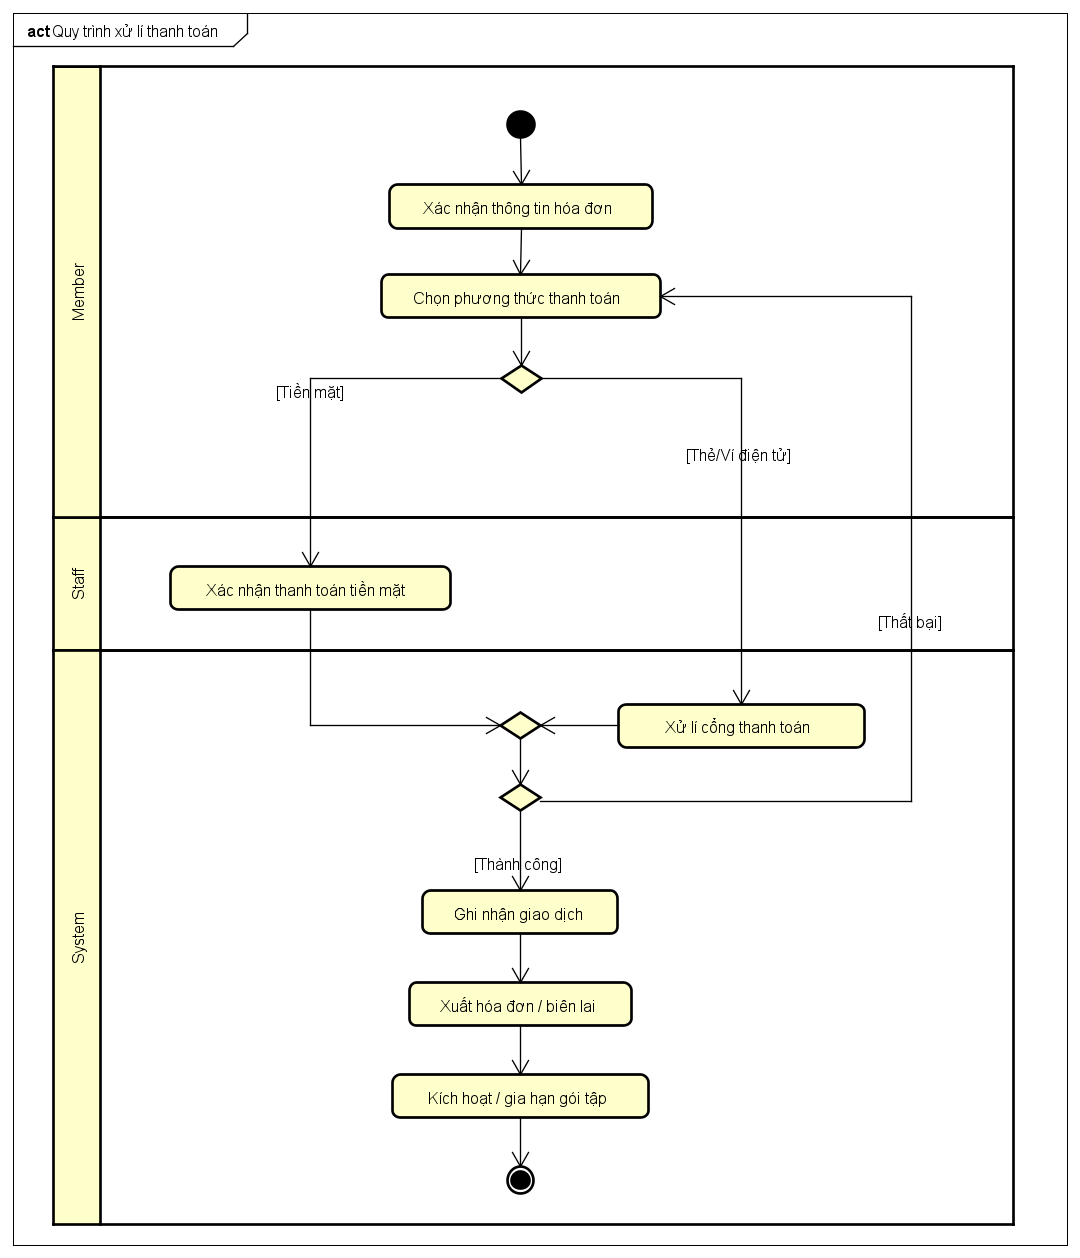 act Quy trình xử lí thanh toán
Member
Xác nhận thông tin hóa đơn
Chọn phương thức thanh toán
[Tiền mặt]
[Thẻ/Ví điện tử]
Staff
Xác nhận thanh toán tiền mặt
[Thất bại]
System
Xử lí cổng thanh toán
[Thành công]
Ghi nhận giao dịch
Xuất hóa đơn / biên lai
Kích hoạt / gia hạn gói tập